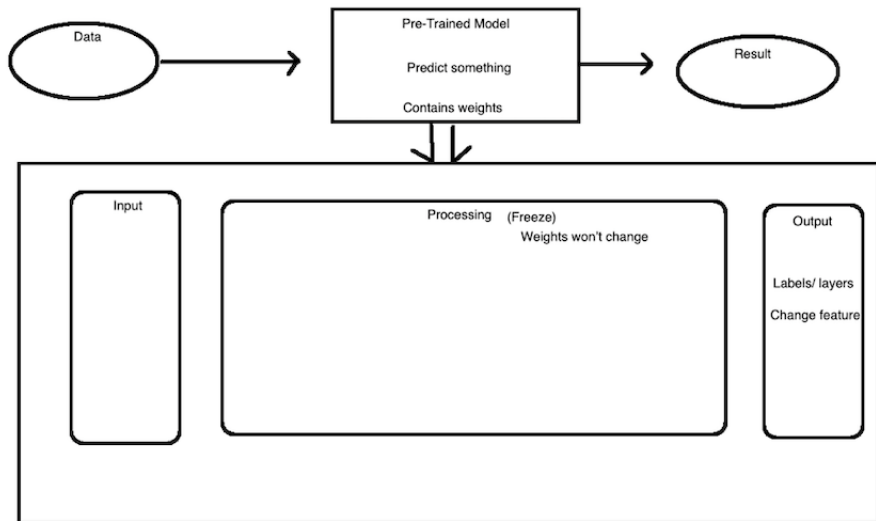 Data
Pre-Trained Model
Predict something
Contains weights
Result
Input
Processing (Freeze)
Weights won't change
Output
Labels/ layers
Change feature